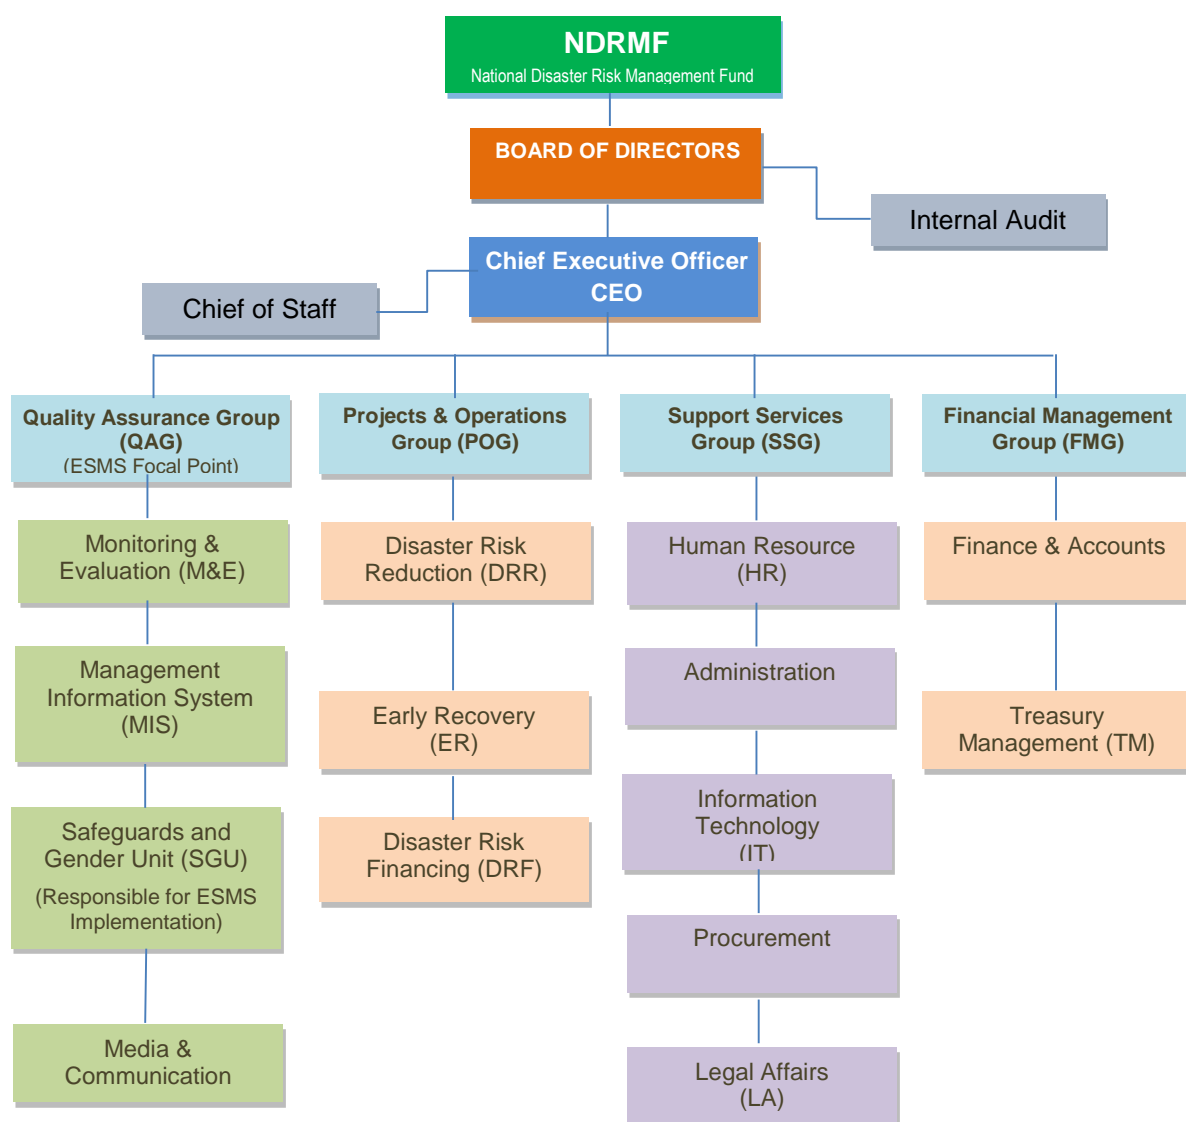 NDRMF
National Disaster Risk Management Fund
BOARD OF DIRECTORS
Internal Audit
Chief Executive Officer
CEO
Chief of Staff
Quality Assurance Group
(QAG)
(ESMS Focal Point)
Projects & Operations
Group (POG)
Support Services
Group (SSG)
Financial Management
Group (FMG)
Monitoring &
Evaluation (M&E)
Management
Information System
(MIS)
Safeguards and
Gender Unit (SGU)
(Responsible for ESMS
Implementation)
Media &
Communication
Disaster Risk
Reduction (DRR)
Early Recovery
(ER)
Disaster Risk
Financing (DRF)
Human Resource
(HR)
Administration
Information
Technology
(IT)
Procurement
Legal Affairs
(LA)
Finance & Accounts
Treasury
Management (TM)